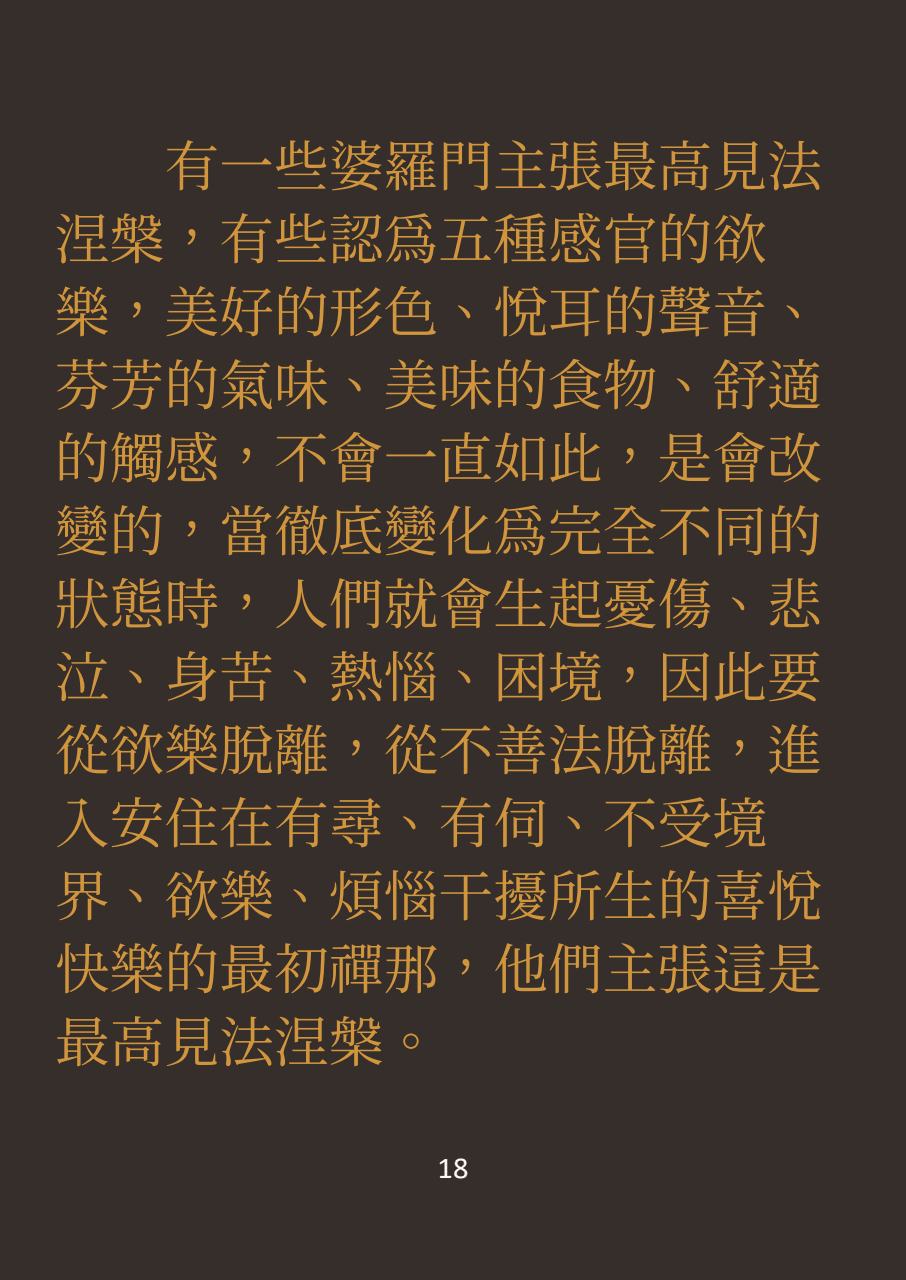 有一些婆羅門主張最高見法
涅槃，有些認爲五種感官的欲
樂，美好的形色、悅耳的聲音、
芬芳的氣味、美味的食物、舒適
的觸感，不會一直如此，是會改
變的，當徹底變化爲完全不同的
狀態時，人們就會生起憂傷、悲
泣、身苦、熱惱、困境，因此要
從欲樂脫離，從不善法脫離，進
入安住在有尋、有伺、不受境
界、欲樂、煩惱干擾所生的喜悅
快樂的最初禪那，他們主張這是
最高見法涅槃。
18